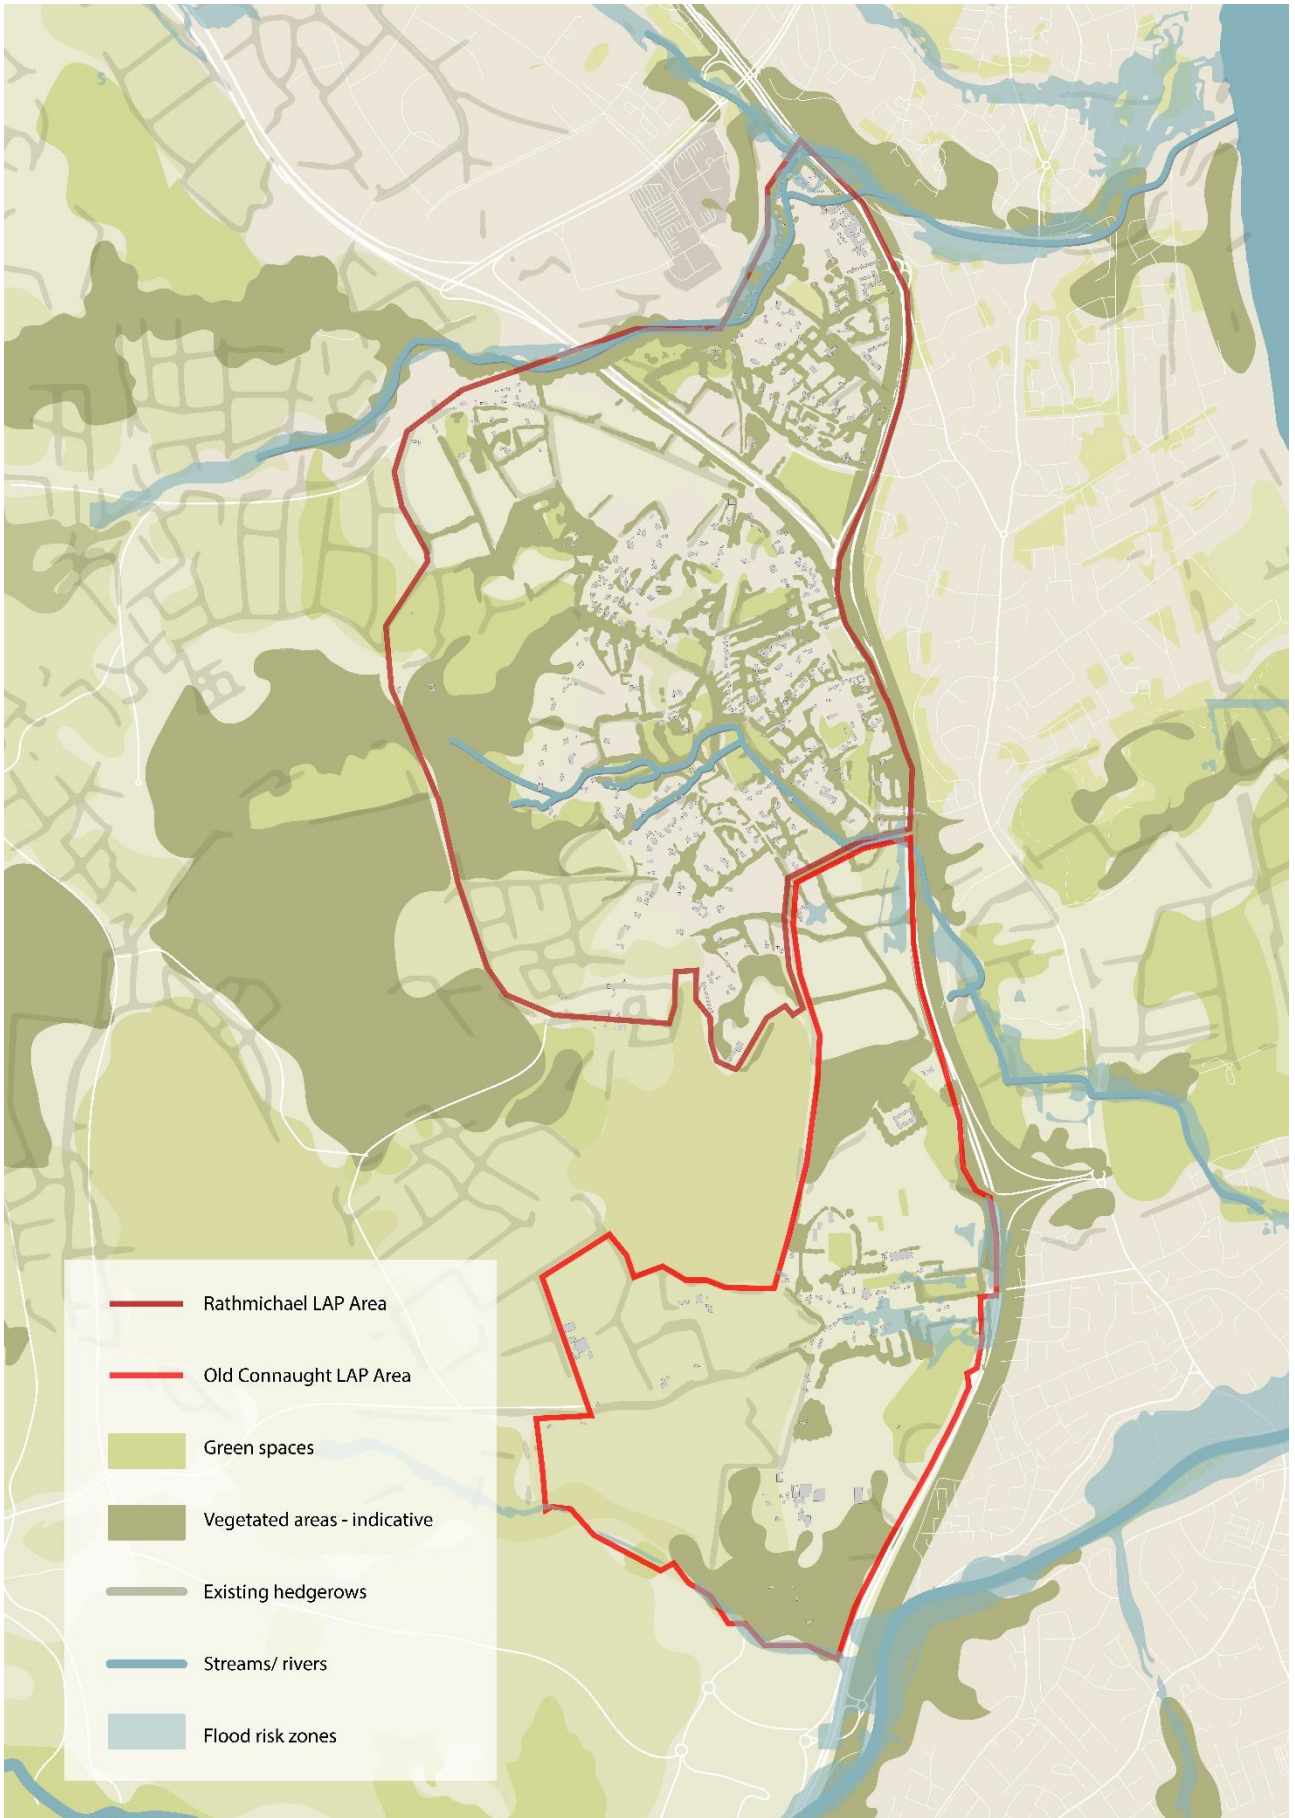 S
A
Rathmichael LAP Area
Old Connaught LAP Area
Green spaces
Vegetated areas - indicative
Existing hedgerows
Streams/ rivers
Flood risk zones